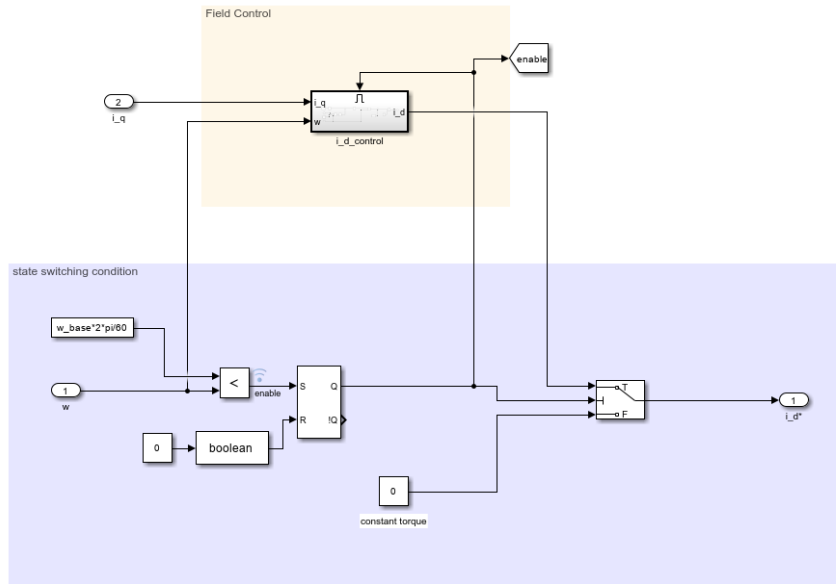 Field Control
enable
2
i_q
i_q
i_d
w
i_d_control
state switching condition
w_base*2*pi/60
<
enable
1
w
S
Q
R
!Q
0
boolean
T
F
1
i_d*
0
constant torque